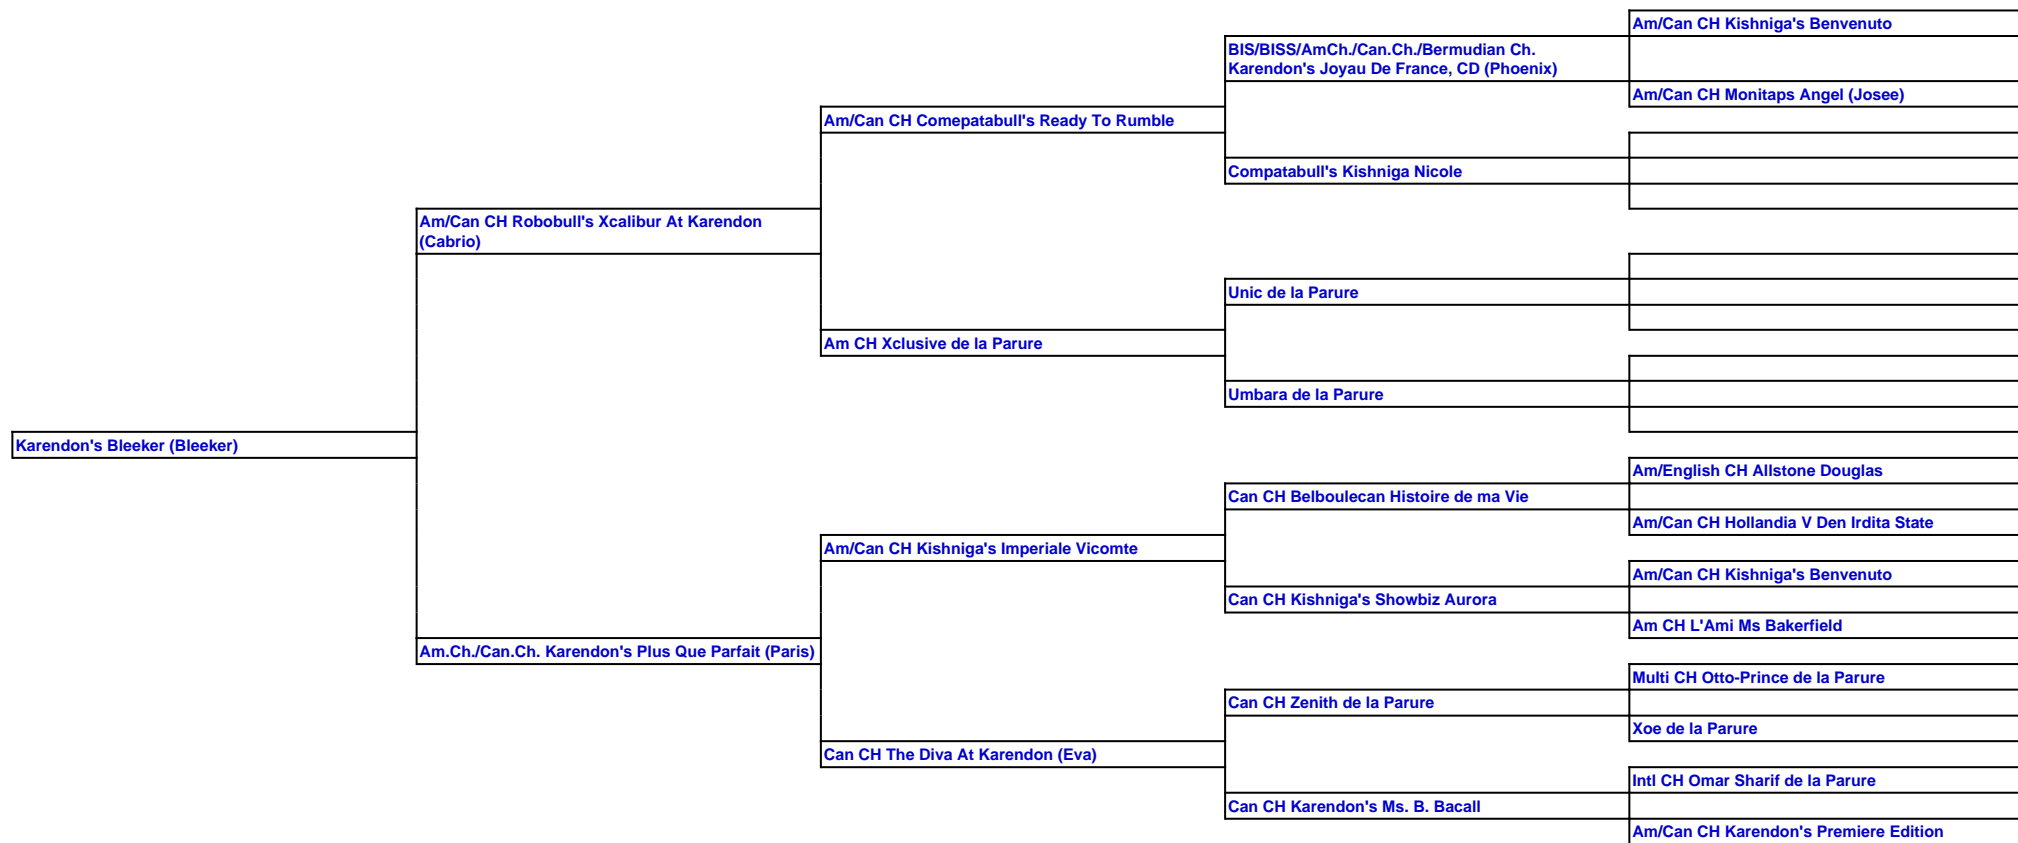 Am/Can CH Kishniga's Benvenuto
BIS/BISS/AmCh./Can.Ch./Bermudian Ch.
Karendon's Joyau De France, CD (Phoenix)
Am/Can CH Monitaps Angel (Josee)
Am/Can CH Comepatabull's Ready To Rumble
Compatabull's Kishniga Nicole
Am/Can CH Robobull's Xcalibur At Karendon
(Cabrio)
Unic de la Parure
Am CH Xclusive de la Parure
Umbara de la Parure
Karendon's Bleeker (Bleeker)
Am/English CH Allstone Douglas
Can CH Belboulecan Histoire de ma Vie
Am/Can CH Hollandia V Den Irdita State
Am/Can CH Kishniga's Imperiale Vicomte
Am/Can CH Kishniga's Benvenuto
Can CH Kishniga's Showbiz Aurora
Am CH L'Ami Ms Bakerfield
Am.Ch./Can.Ch. Karendon's Plus Que Parfait (Paris)
Multi CH Otto-Prince de la Parure
Can CH Zenith de la Parure
Xoe de la Parure
Can CH The Diva At Karendon (Eva)
Intl CH Omar Sharif de la Parure
Can CH Karendon's Ms. B. Bacall
Am/Can CH Karendon's Premiere Edition